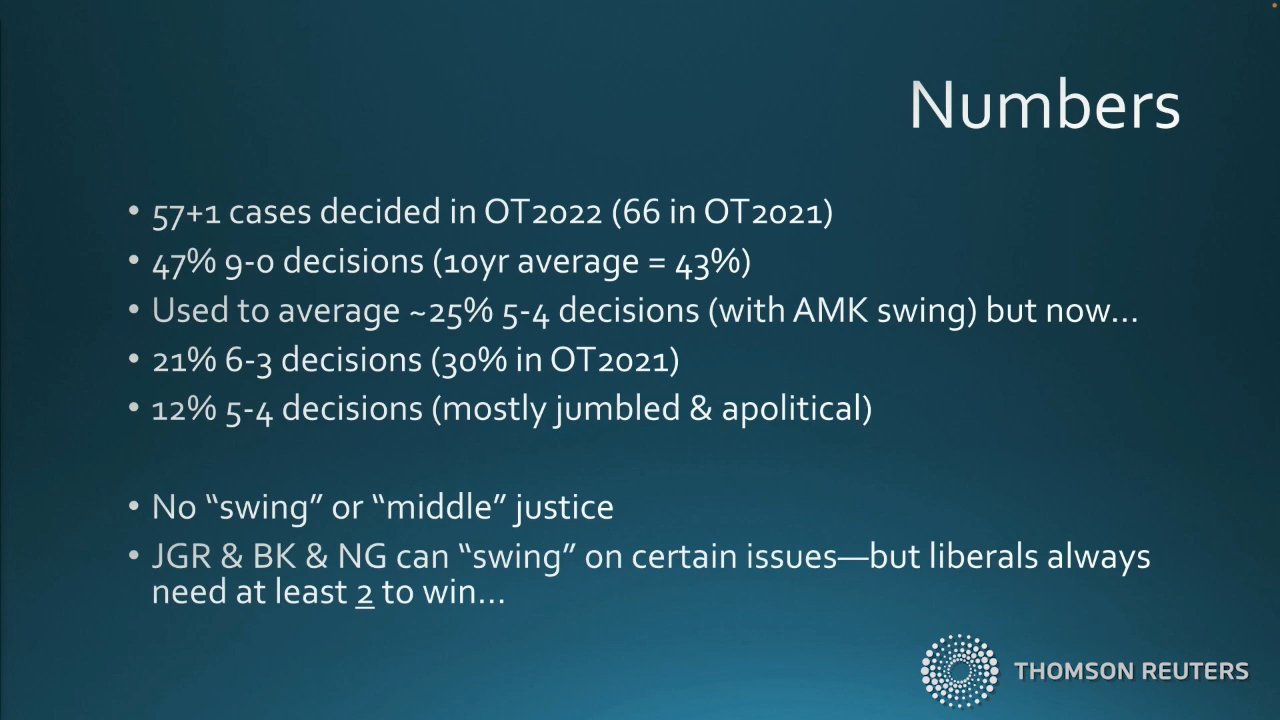 Numbers
• 57+1 cases decided in OT2022 (66 in OT2021)
• 47% 9-0 decisions (10yr average = 43%)
• Used to average ~25% 5-4 decisions (with AMK swing) but now…
• 21% 6-3 decisions (30% in OT2021)
• 12% 5-4 decisions (mostly jumbled & apolitical)
• No “swing” or “middle” justice
• JGR & BK & NG can “swing” on certain issues—but liberals always
need at least 2 to win…
THOMSON REUTERS